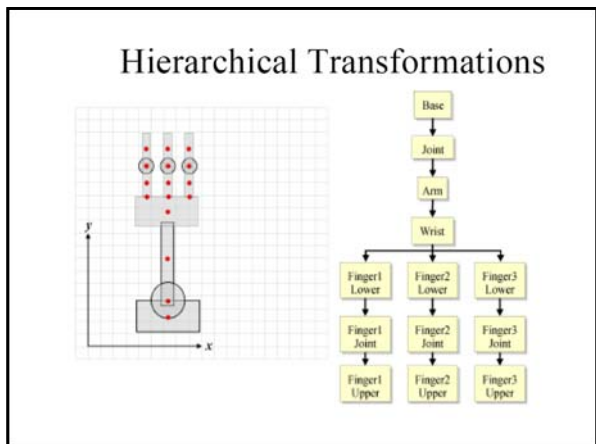 Hierarchical Transformations
Base
Joint
Arm
Wrist
y
x
Finger1 Finger2 Finger3
Lower Lower Lower
Finger1 Finger2 Finger3
Joint Joint Joint
Finger1 Finger2 Finger3
Upper Upper Upper